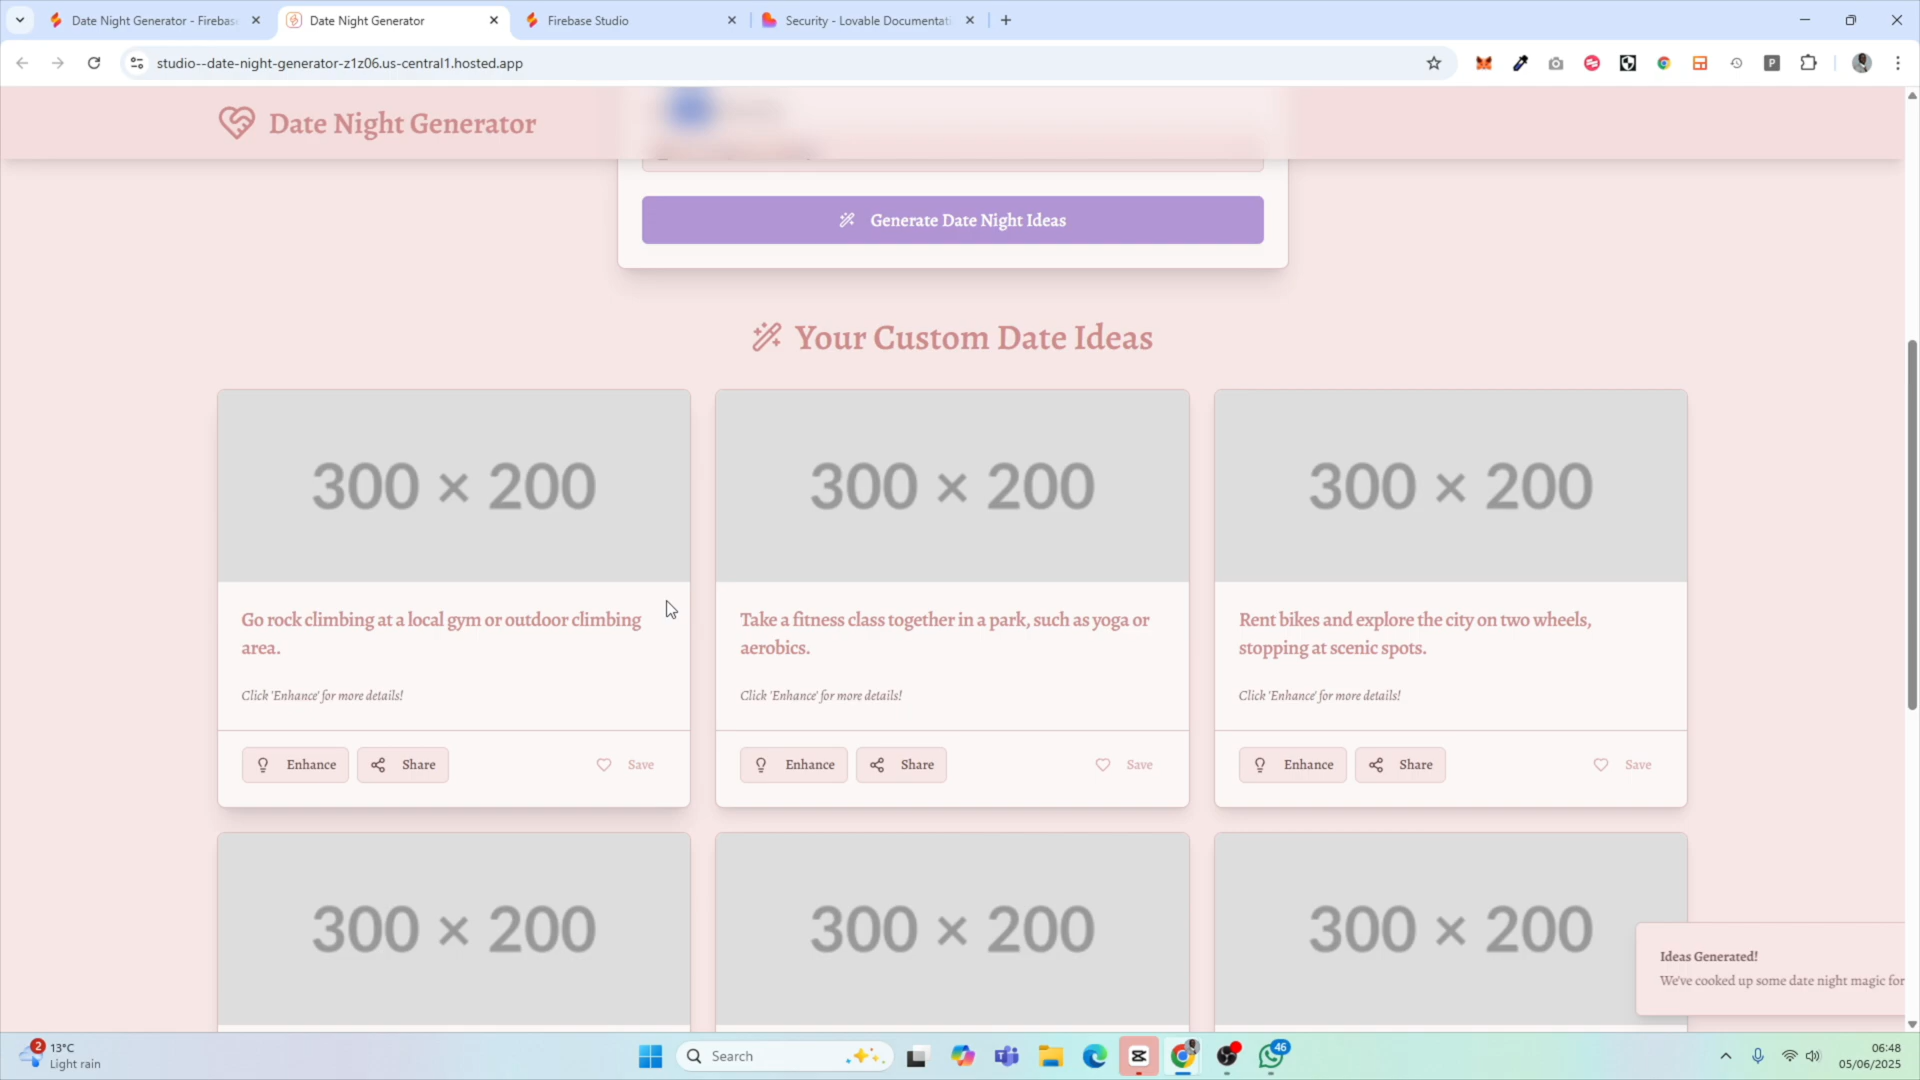 Date Night Generator - Firebas
Date Night Generator
Firebase Studio
Security - Lovable Documentati
studio--date-night-generator-z1z06.us-central1.hosted.app
Date Night Generator
Generate Date Night Ideas
Your Custom Date Ideas
300 × 200
300 × 200
300 × 200
Go rock climbing at a local gym or outdoor climbing
area.
Click 'Enhance' for more details!
Enhance
Share
Save
Take a fitness class together in a park, such as yoga or
aerobics.
Click 'Enhance' for more details!
Enhance
Share
Save
Rent bikes and explore the city on two wheels,
stopping at scenic spots.
Click 'Enhance' for more details!
Enhance
Share
Save
300 × 200
300 × 200
300 × 200
Ideas Generated!
We've cooked up some date night magic for
2
13°C
Light rain
Search
46
06:48
05/06/2025